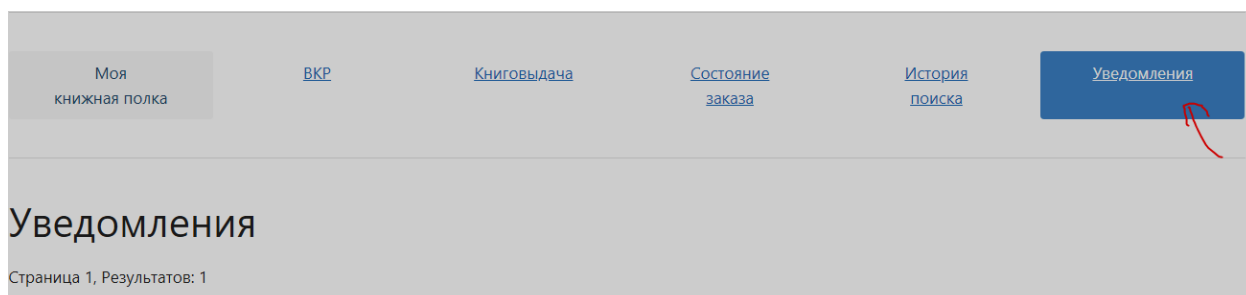 Моя
книжная полка
ВКР
Книговыдача
Состояние
заказа
История
поиска
Уведомления
Уведомления
Страница 1, Результатов: 1